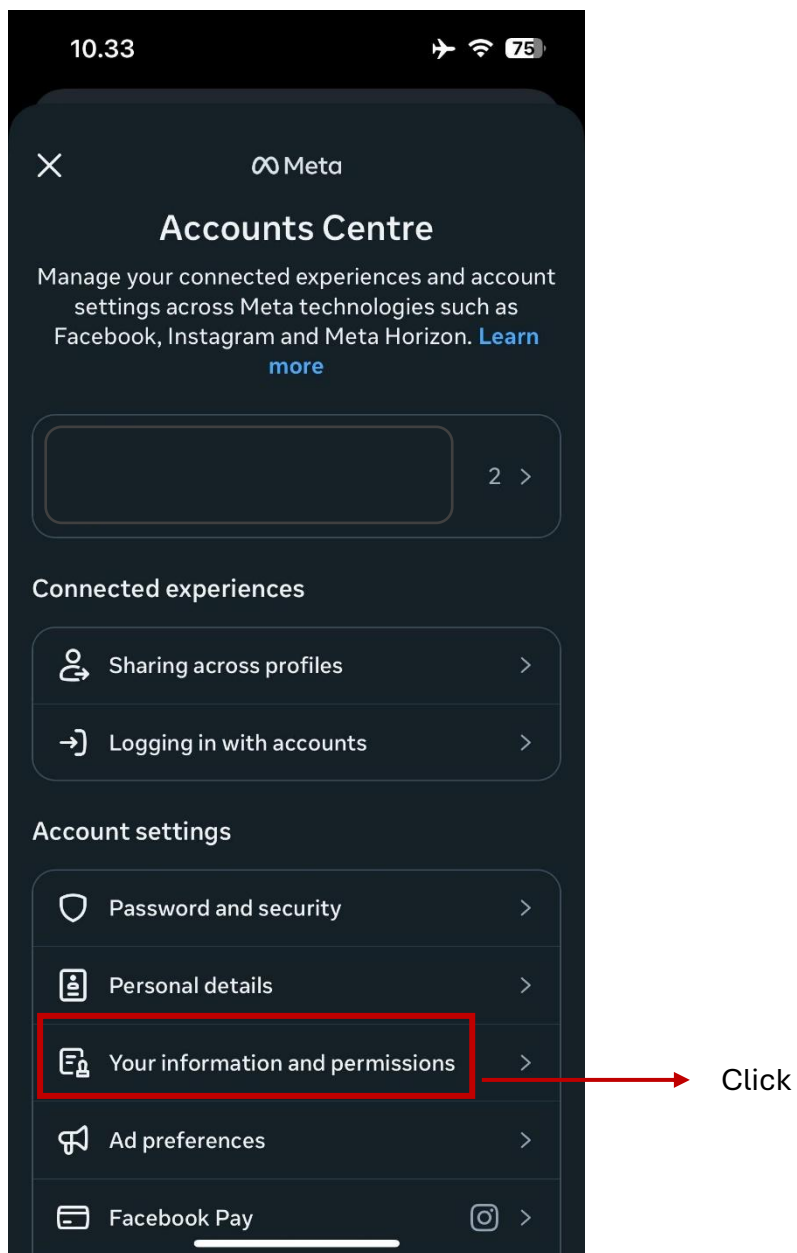 10.33 75
Meta
Accounts Centre
Manage your connected experiences and account
settings across Meta technologies such as
Facebook, Instagram and Meta Horizon. Learn
more
2
Connected experiences
Sharing across profiles
Logging in with accounts
Account settings
Password and security
Personal details
Your information and permissions
Click
Ad preferences
Facebook Pay